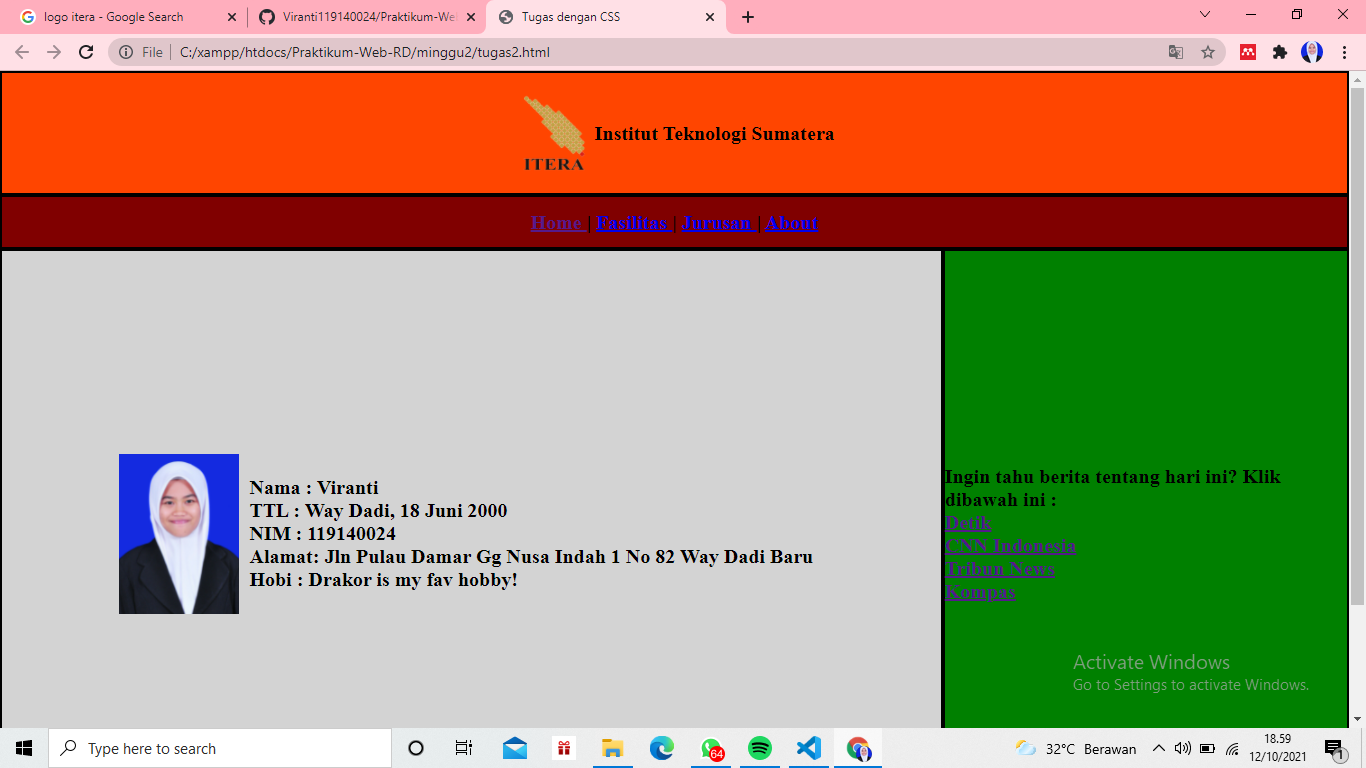 logo itera - Google Search
Viranti119140024/Praktikum-We
Tugas dengan CSS
File
C:/xampp/htdocs/Praktikum-Web-RD/minggu2/tugas2.html
ITERA
Institut Teknologi Sumatera
Home | Fasilitas | Jurusan | About
Nama : Viranti
TTL : Way Dadi, 18 Juni 2000
NIM : 119140024
Alamat: Jln Pulau Damar Gg Nusa Indah 1 No 82 Way Dadi Baru
Hobi : Drakor is my fav hobby!
Ingin tahu berita tentang hari ini? Klik
dibawah ini :
Detik
CNN Indonesia
Tribun News
Kompas
Activate Windows
Go to Settings to activate Windows.
Type here to search
64
32°C Berawan
18.59
12/10/2021
1